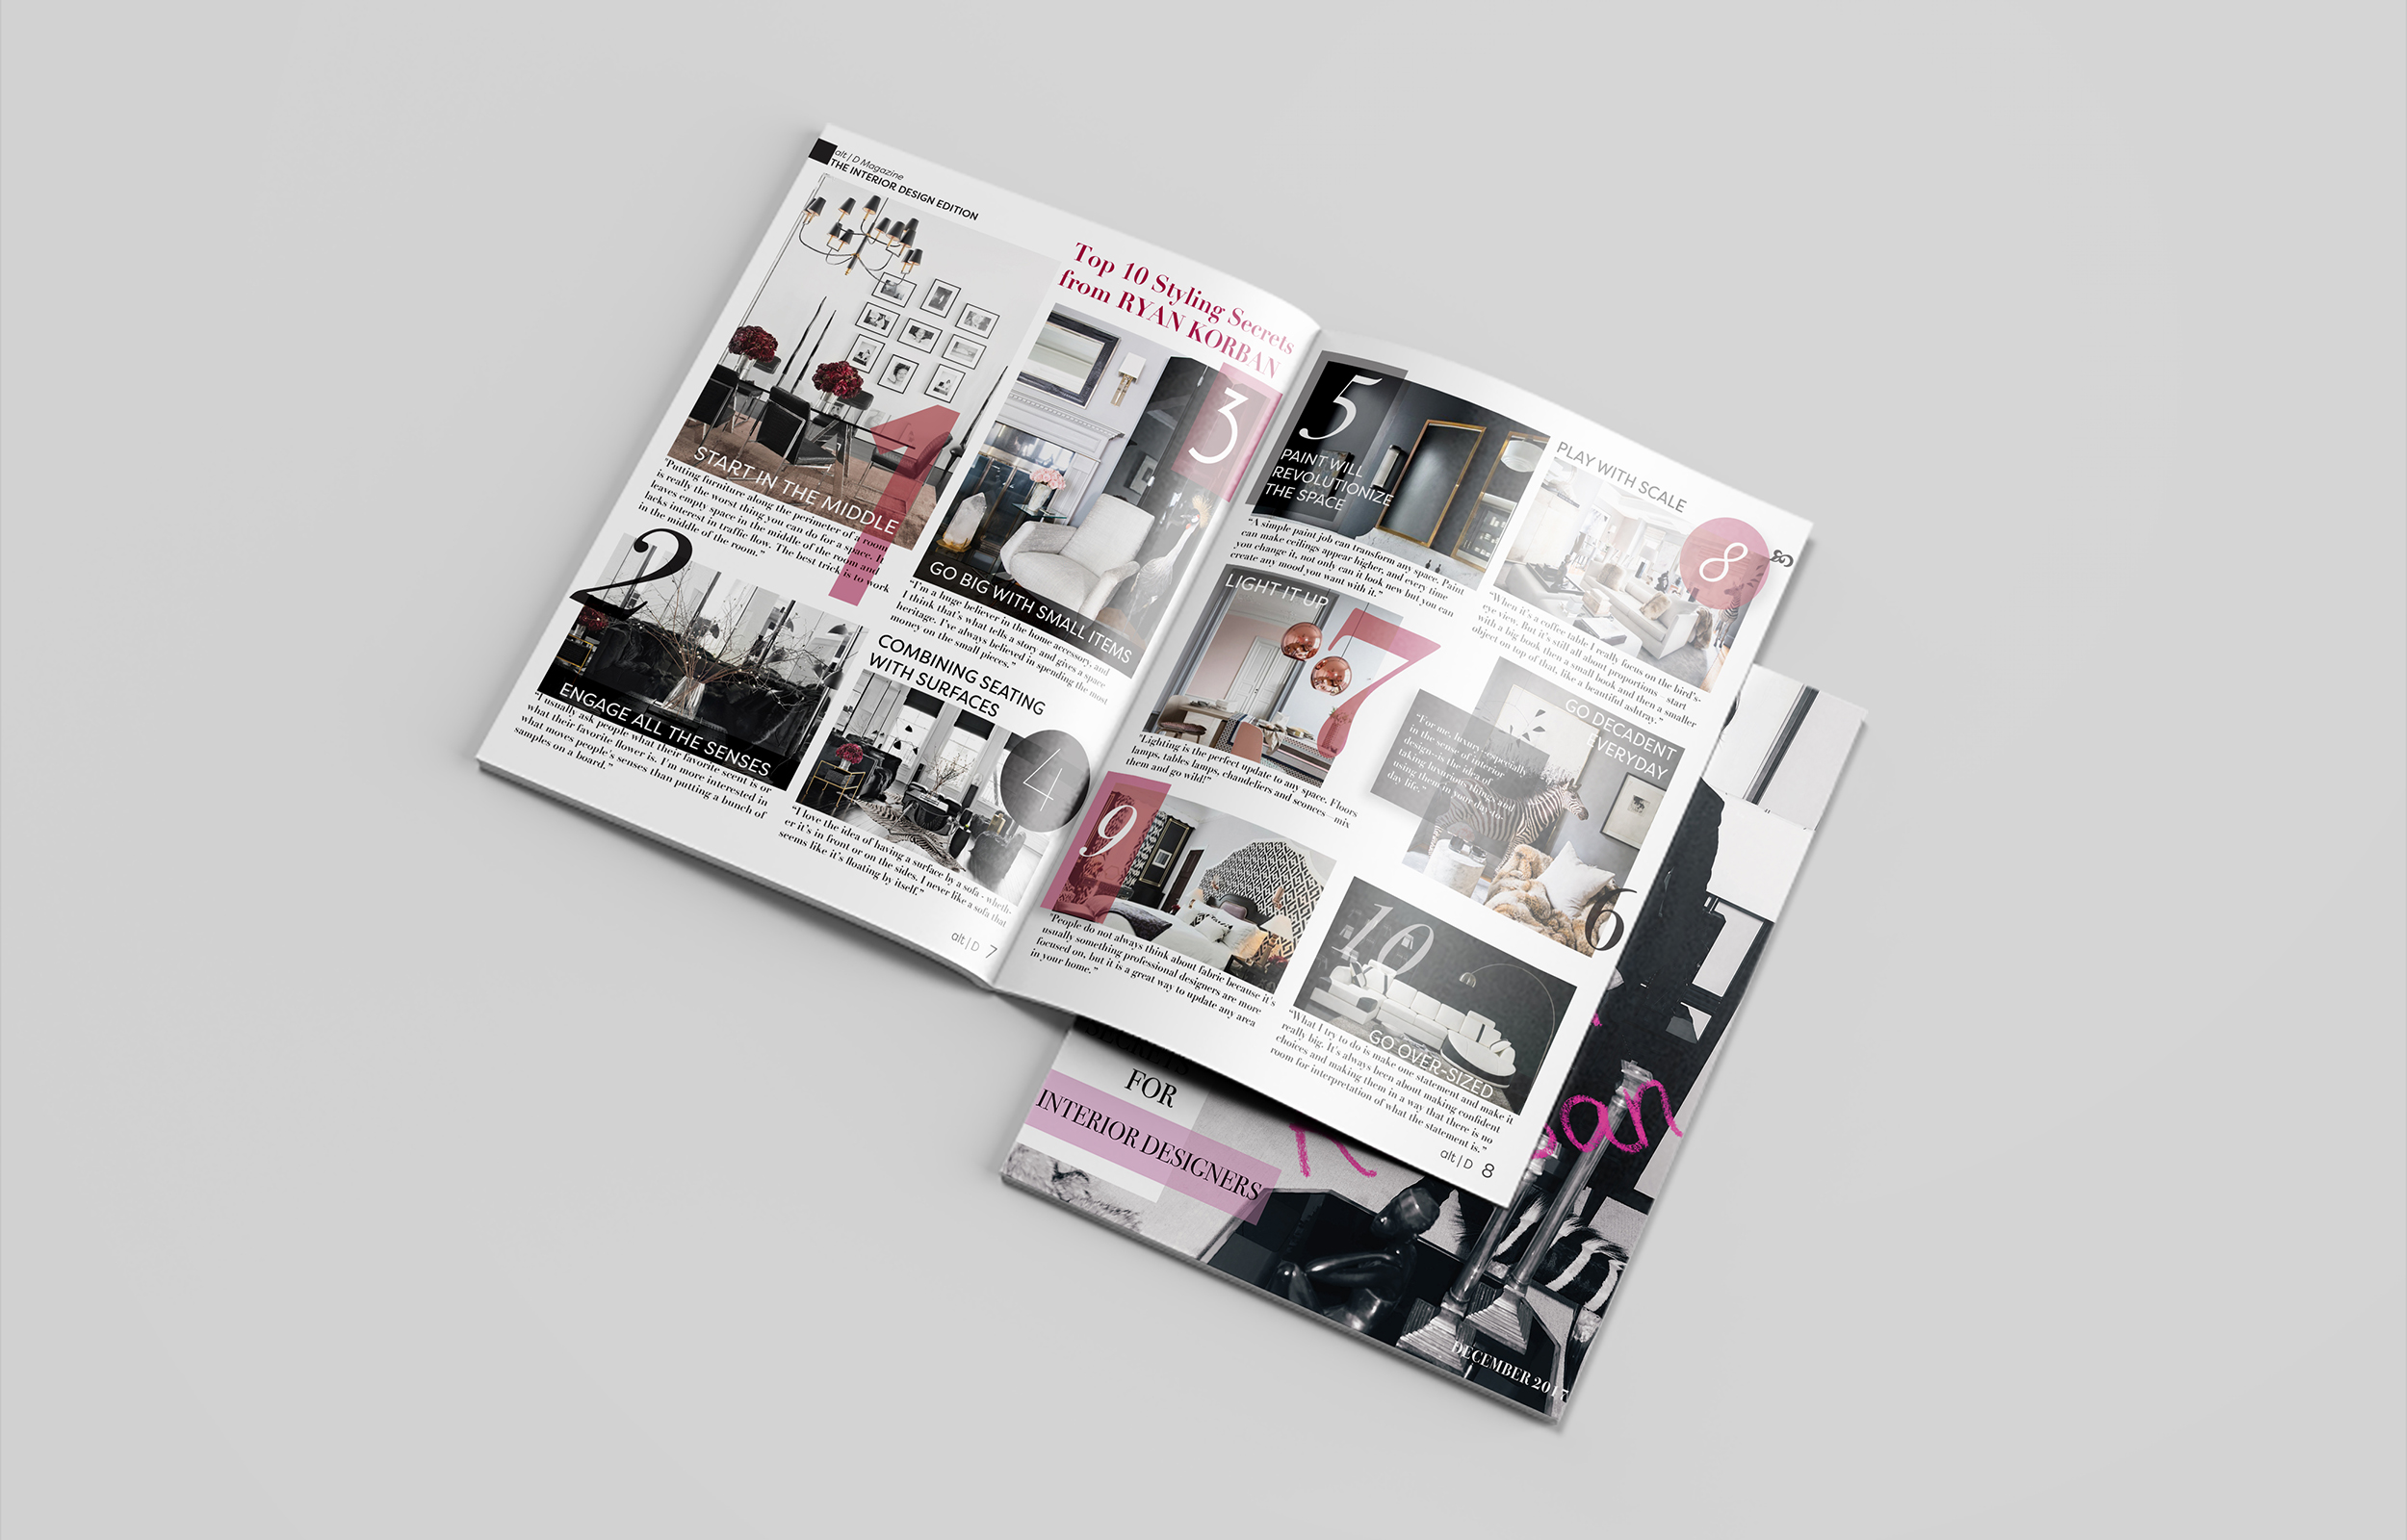 alt | D Magazine
THE INTERIOR DESIGN EDITION
Top 10 Styling Secrets
from RYAN KORBAN
1
START IN THE MIDDLE
"Putting furniture along the perimeter of a room
is really the worst thing you can do for a space. It
leaves empty space in the middle of the room and
lacks interest in traffic flow. The best trick is to work
in the middle of the room."
2
ENGAGE ALL THE SENSES
"I usually ask people what their favorite scent is or
what their favorite flower is. I'm more interested in
what moves people's senses than putting a bunch of
samples on a board."
3
GO BIG WITH SMALL ITEMS
"I'm a huge believer in the home accessory, and
I think that's what tells a story and gives a space
heritage. I've always believed in spending the most
money on the small pieces."
COMBINING SEATING
WITH SURFACES
4
"I love the idea of having a surface by a sofa - wheth-
er it's in front or on the sides. I never like a sofa that
seems like it's floating by itself."
alt | D 7
5
PAINT WILL
REVOLUTIONIZE
THE SPACE
"A simple paint job can transform any space. Paint
can make ceilings appear higher, and every time
you change it, not only can it look new but you can
create any mood you want with it."
LIGHT IT UP
7
"Lighting is the perfect update to any space. Floors
lamps, tables lamps, chandeliers and sconces—mix
them and go wild!"
9
"People do not always think about fabric because it's
usually something professional designers are more
focused on, but it is a great way to update any area
in your home."
PLAY WITH SCALE
8
"When it's a coffee table I really focus on the bird's-
eye view. But it's still all about proportions - start
with a big book then a small book and then a smaller
object on top of that, like a beautiful ashtray."
GO DECADENT
EVERYDAY
"For me, luxury—especially
in the sense of interior
design—is the idea of
taking luxurious things and
using them in your day-to-
day life."
6
10
GO OVER-SIZED
"What I try to do is make one statement and make it
really big. It's always been about making confident
choices and making them in a way that there is no
room for interpretation of what the statement is."
alt | D 8
FOR
INTERIOR DESIGNERS
DECEMBER 2017